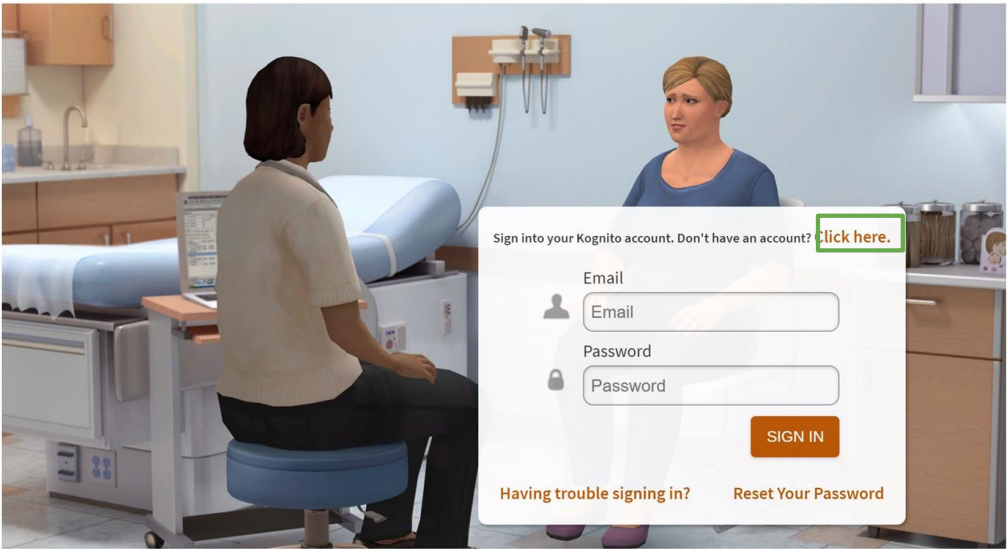 Sign into your Kognito account. Don't have an account? Click here.
Email
Email
Password
Password
SIGN IN
Having trouble signing in? Reset Your Password